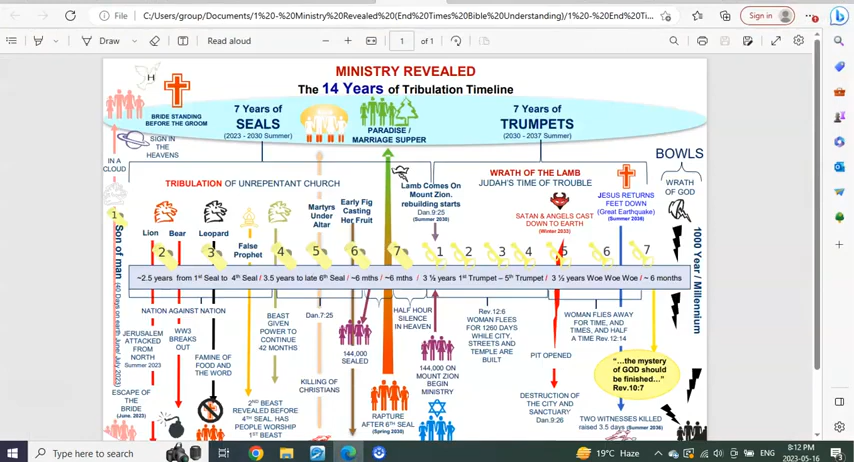 File
C:/Users/group/Documents/1%20-%20Ministry%20Revealed%20(End%20Times%20Bible%20Understanding)/1%20-%20End%20Ti...
Sign in
Draw
Read aloud
1 of 1
MINISTRY REVEALED
The 14 Years of Tribulation Timeline
H
BRIDE STANDING
BEFORE THE GROOM
7 Years of
SEALS
(2023 - 2030 Summer)
PARADISE /
MARRIAGE SUPPER
7 Years of
TRUMPETS
(2030 - 2037 Summer)
SIGN IN
THE
HEAVENS
IN A
CLOUD
BOWLS
TRIBULATION OF UNREPENTANT CHURCH
WRATH OF THE LAMB
JUDAH'S TIME OF TROUBLE
WRATH
OF GOD
Lion
Bear
Leopard
False
Prophet
Martyrs
Under
Altar
Early Fig
Casting
Her Fruit
Lamb Comes On
Mount Zion.
rebuilding starts
Dan.9:25
(Summer 2030)
SATAN & ANGELS CAST
DOWN TO EARTH
(Winter 2033)
JESUS RETURNS
FEET DOWN
(Great Earthquake)
(Summer 2036)
1 2 3 4 5 6 7 1 2 3 4 5 6 7
~2.5 years from 1st Seal to 4th Seal / 3.5 years to late 6th Seal / ~6 mths / ~6 mths / 3 ½ years 1st Trumpet – 5th Trumpet / 3 ½ years Woe Woe Woe / ~ 6 months
Son of man (40 Days on earth June/ July 2023)
1000 Year / Millennium
NATION AGAINST NATION
JERUSALEM
ATTACKED
FROM
NORTH
Summer 2023
WW3
BREAKS
OUT
FAMINE OF
FOOD AND
THE WORD
BEAST
GIVEN
POWER TO
CONTINUE
42 MONTHS
Dan.7:25
HALF HOUR
SILENCE
IN HEAVEN
144,000
SEALED
144,000 ON
MOUNT ZION
BEGIN
MINISTRY
Rev.12:6
WOMAN FLEES
FOR 1260 DAYS
WHILE CITY,
STREETS AND
TEMPLE ARE
BUILT
WOMAN FLIES AWAY
FOR TIME, AND
TIMES, AND HALF
A TIME Rev.12:14
PIT OPENED
"...the mystery
of GOD should
be finished..."
Rev.10:7
ESCAPE OF
THE
BRIDE
(June. 2023)
2ND BEAST
REVEALED BEFORE
4TH SEAL. HAS
PEOPLE WORSHIP
1ST BEAST
KILLING OF
CHRISTIANS
RAPTURE
AFTER 6TH SEAL
(Spring 2030)
DESTRUCTION OF
THE CITY AND
SANCTUARY
Dan.9:26
TWO WITNESSES KILLED
raised 3.5 days (Summer 2036)
Type here to search
19°C Haze
ENG
8:12 PM
2023-05-16